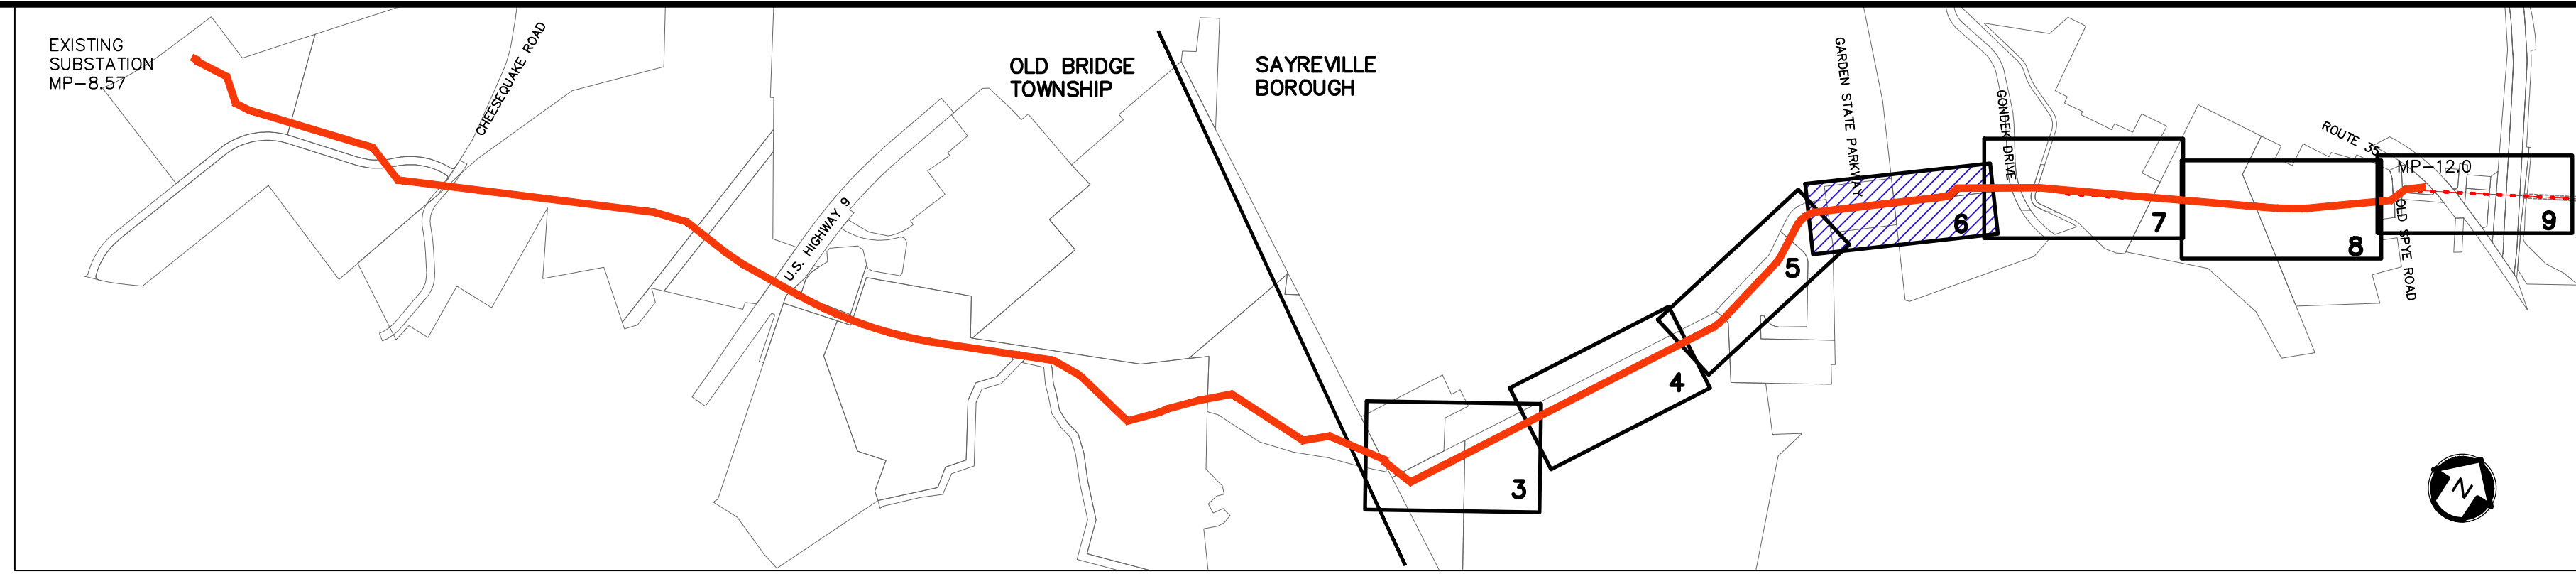 EXISTING
SUBSTATION
MP-8.57
CHEESEQUAKE ROAD
U.S. HIGHWAY 9
OLD BRIDGE
TOWNSHIP
SAYREVILLE
BOROUGH
GARDEN STATE PARKWAY
GONDEK DRIVE
ROUTE 35
MP-12.0
OLD SPYE ROAD
3
4
5
6
7
8
9
N